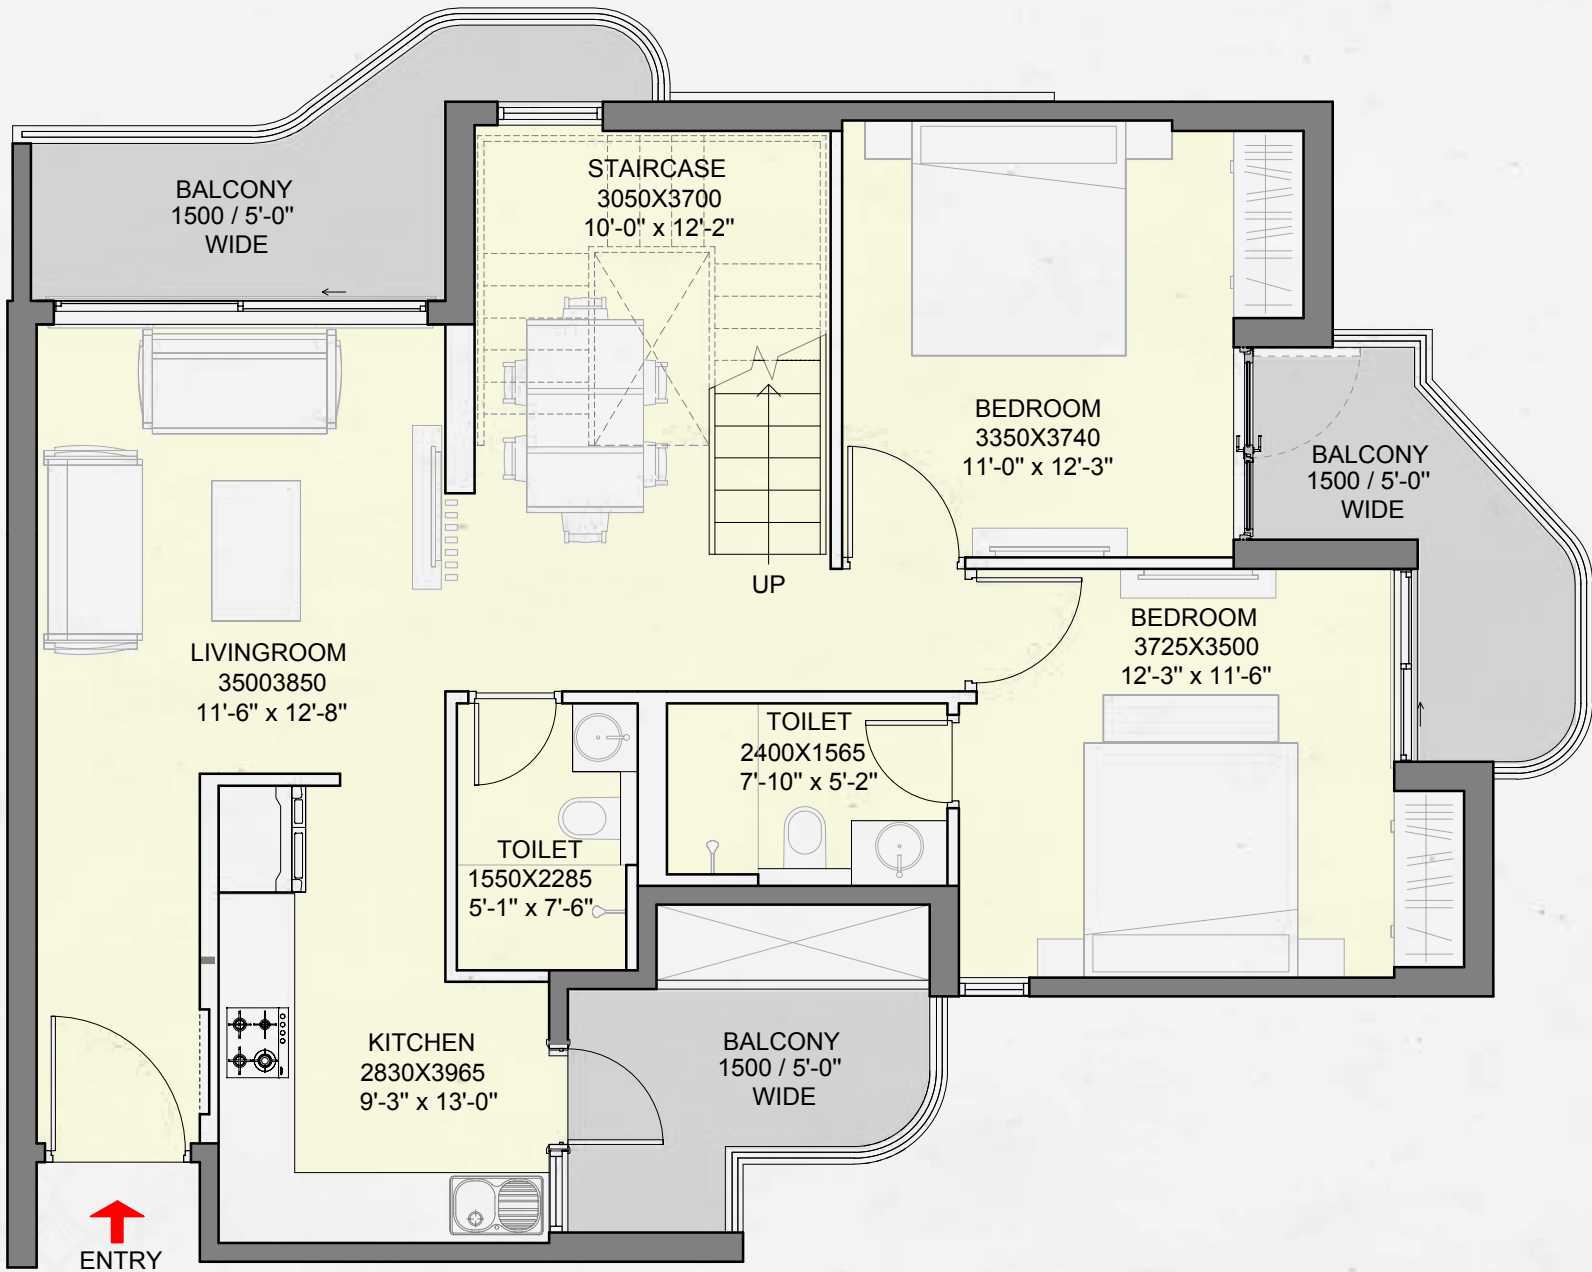 BALCONY
1500 / 5'-0"
WIDE
STAIRCASE
3050X3700
10'-0" x 12'-2"
BEDROOM
3350X3740
11'-0" x 12'-3"
BALCONY
1500 / 5'-0"
WIDE
UP
BEDROOM
3725X3500
12'-3" x 11'-6"
LIVINGROOM
35003850
11'-6" x 12'-8"
TOILET
2400X1565
7'-10" x 5'-2"
TOILET
1550X2285
5'-1" x 7'-6"
KITCHEN
2830X3965
9'-3" x 13'-0"
BALCONY
1500 / 5'-0"
WIDE
ENTRY